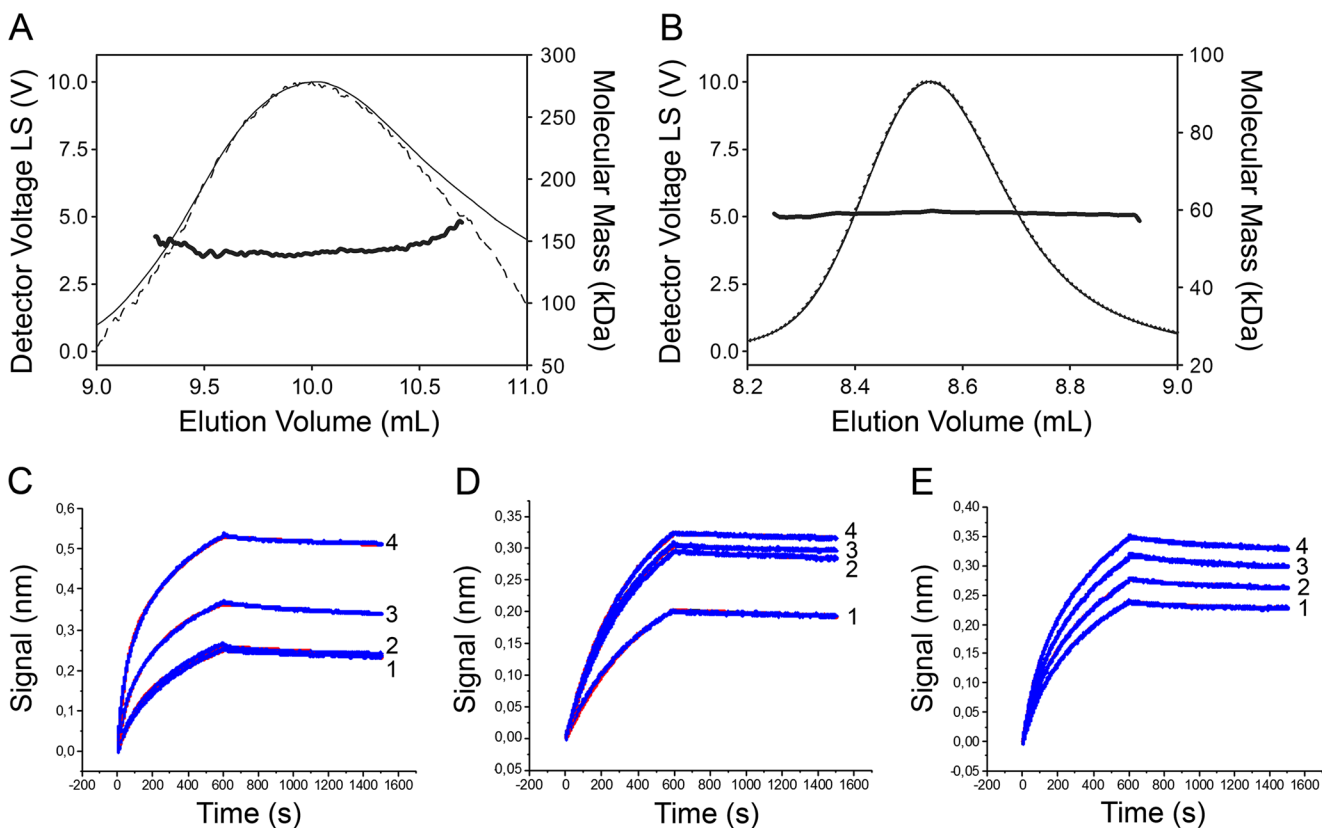 A
Detector Voltage LS (V)
10.0
7.5
5.0
2.5
0.0
300
250
200
150
100
50
Molecular Mass (kDa)
9.0 9.5 10.0 10.5 11.0
Elution Volume (mL)
B
Detector Voltage LS (V)
10.0
7.5
5.0
2.5
0.0
100
80
60
40
20
Molecular Mass (kDa)
8.2 8.4 8.6 8.8 9.0
Elution Volume (mL)
C
Signal (nm)
0,6
0,5
0,4
0,3
0,2
0,1
0,0
4
3
2
1
-200 0 200 400 600 800 1000 1200 1400 1600
Time (s)
D
Signal (nm)
0,35
0,30
0,25
0,20
0,15
0,10
0,05
0,00
0,05
4
3
2
1
-200 0 200 400 600 800 1000 1200 1400 1600
Time (s)
E
Signal (nm)
0,40
0,35
0,30
0,25
0,20
0,15
0,10
0,05
0,00
-0,05
4
3
2
1
-200 0 200 400 600 800 1000 1200 1400 1600
Time (s)